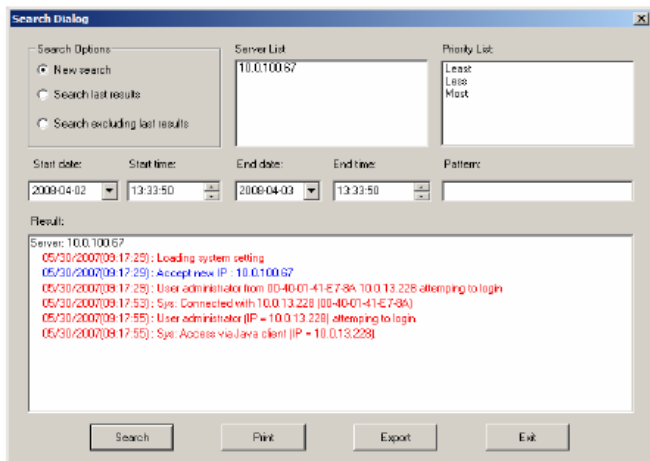 Search Dialog
Search Options
New search
Search last results
Search excluding last results
Server List
10.0.100.67
Priority List:
Least
Less
Most
Start date:
Start time:
End date:
End time:
Pattern:
2008-04-02
13:33:50
2008-04-03
13:33:50
Result:
Server: 10.0.100.67
05/30/2007(09:17:29) : Loading system setting
05/30/2007(09:17:29) : Accept new IP : 10.0.100.67
05/30/2007(09:17:29) : User administrator from 00-40-01-41-E7-8A 10.0.13.228 attemping to login
05/30/2007(09:17:53) : Sys: Connected with 10.0.13.228 (00-40-01-41-E7-8A)
05/30/2007(09:17:55) : User administrator (IP = 10.0.13.228) attemping to login
05/30/2007(09:17:55) : Sys: Access via Java client (IP = 10.0.13.228)
Search
Print
Export
Exit